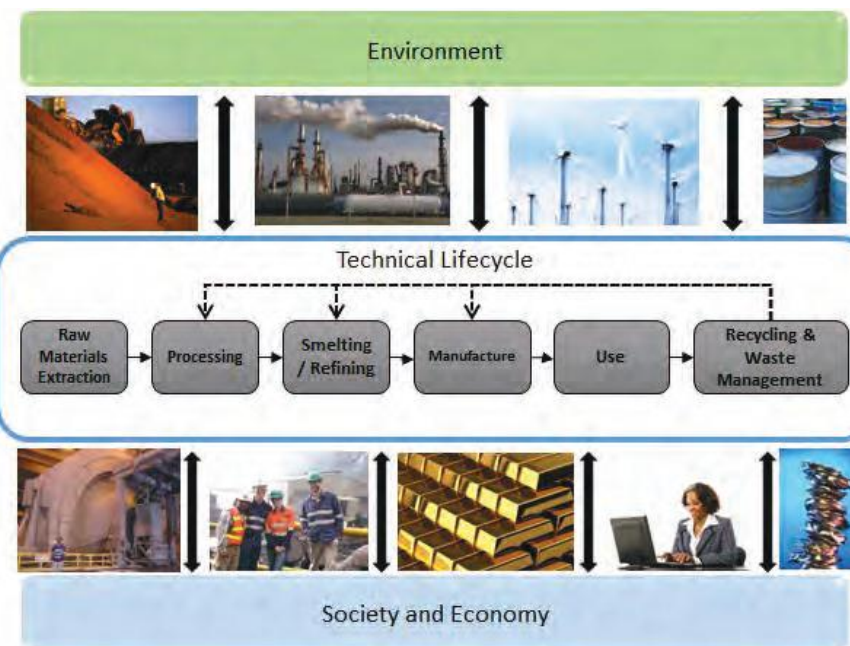 Environment
Technical Lifecycle
Raw
Materials
Extraction
Processing
Smelting
/ Refining
Manufacture
Use
Recycling &
Waste
Management
Society and Economy